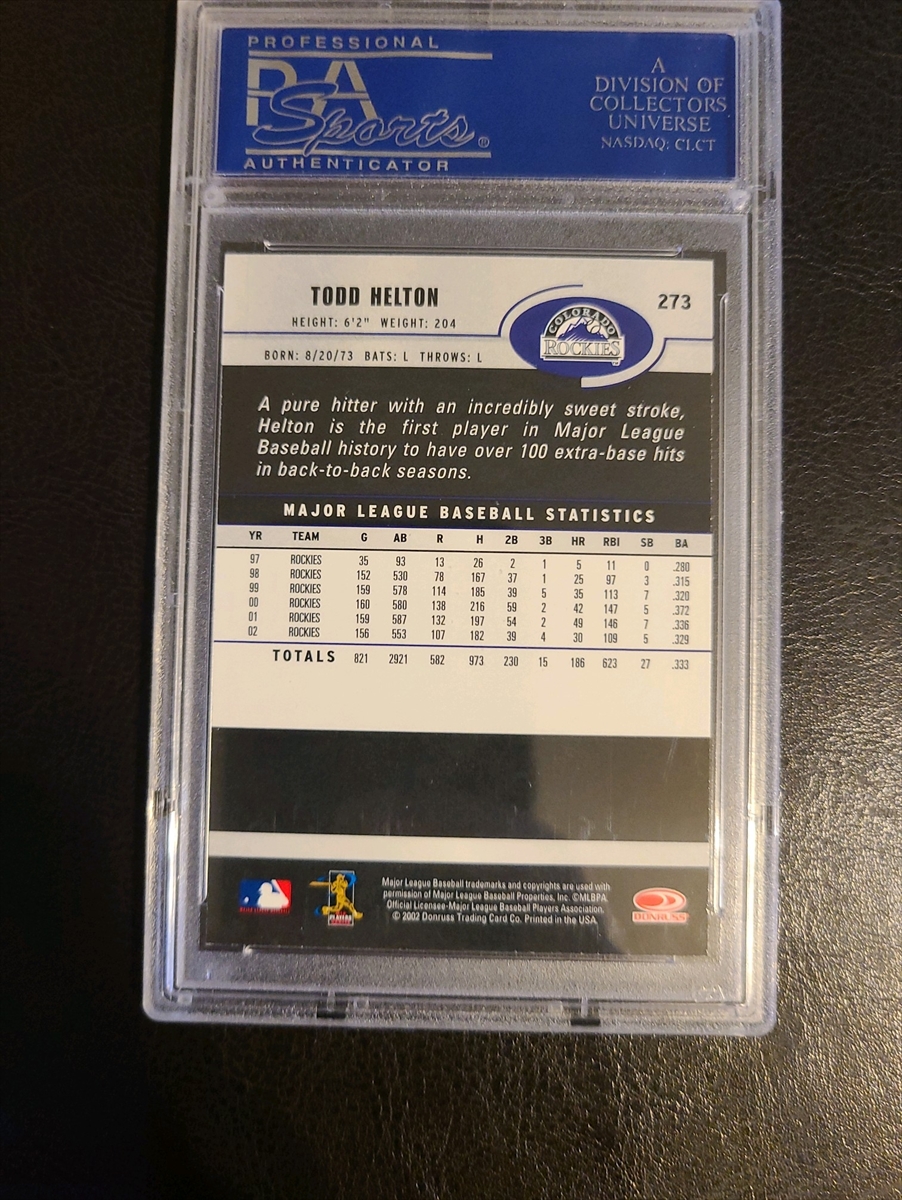 PROFESSIONAL
PSA
Sports®
AUTHENTICATOR
A
DIVISION OF
COLLECTORS
UNIVERSE
NASDAQ: CLCT
TODD HELTON
HEIGHT: 6'2" WEIGHT: 204
BORN: 8/20/73 BATS: L THROWS: L
COLORADO
ROCKIES
273
A pure hitter with an incredibly sweet stroke,
Helton is the first player in Major League
Baseball history to have over 100 extra-base hits
in back-to-back seasons.
MAJOR LEAGUE BASEBALL STATISTICS
YR TEAM G AB R H 2B 3B HR RBI SB BA
97 ROCKIES 35 93 13 26 2 1 5 11 0 .280
98 ROCKIES 152 530 78 167 37 1 25 97 3 .315
99 ROCKIES 159 578 114 185 39 5 35 113 7 .320
00 ROCKIES 160 580 138 216 59 2 42 147 5 .372
01 ROCKIES 159 587 132 197 54 2 49 146 7 .336
02 ROCKIES 156 553 107 182 39 4 30 109 5 .329
TOTALS 821 2921 582 973 230 15 186 623 27 .333
Major League Baseball trademarks and copyrights are used with
permission of Major League Baseball Properties, Inc. ©MLBPA
Official Licensee-Major League Baseball Players Association.
© 2002 Donruss Trading Card Co. Printed in the USA.
PLAYERS
DONRUSS